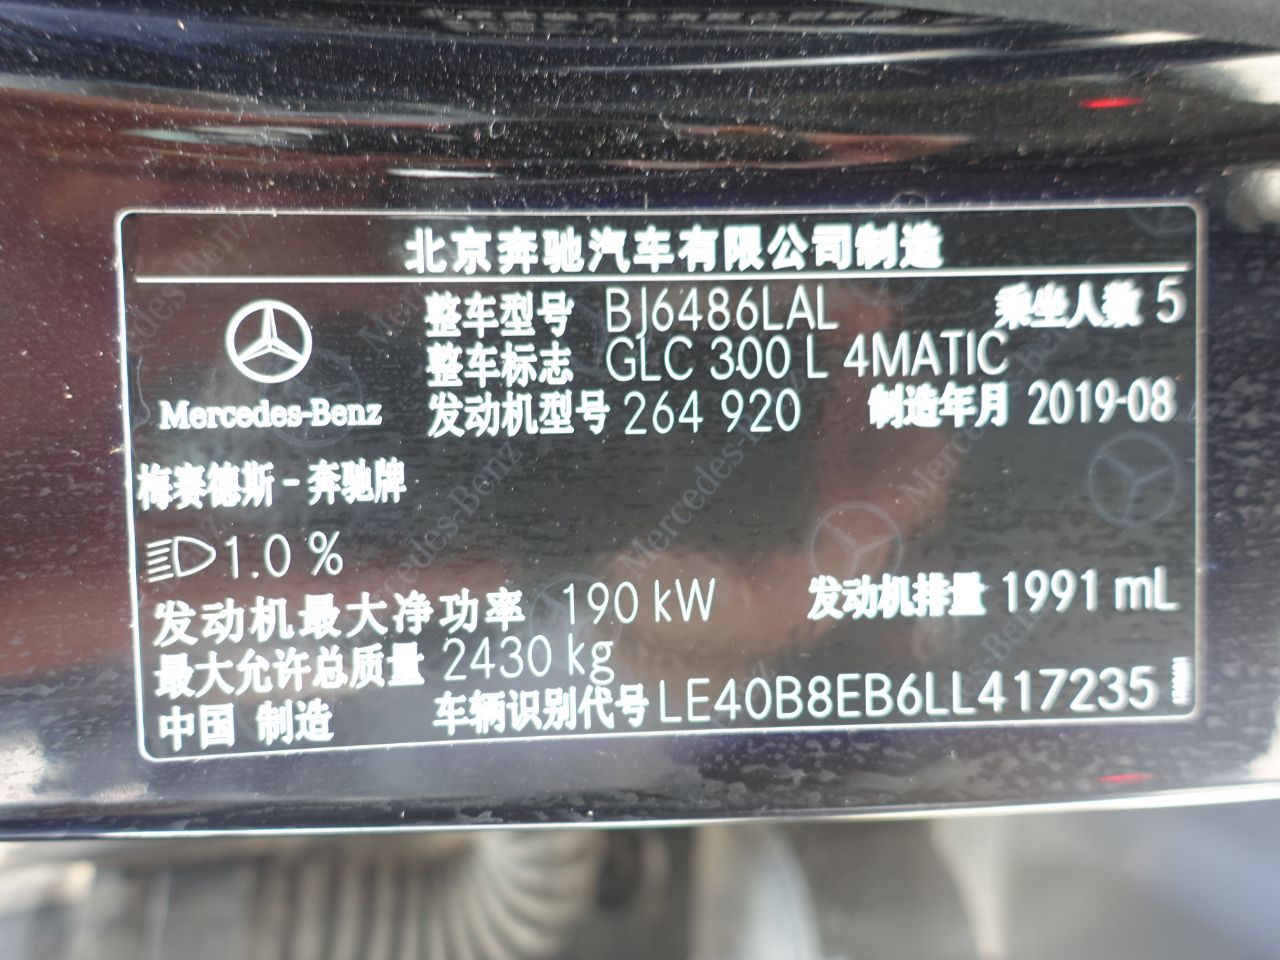 北京奔驰汽车有限公司制造
整车型号 BJ6486LAL 乘坐人数 5
整车标志 GLC 300 L 4MATIC
发动机型号 264 920 制造年月 2019-08
Mercedes-Benz
梅赛德斯-奔驰牌
1.0 %
发动机最大净功率 190 kW 发动机排量 1991 mL
最大允许总质量 2430 kg
中国 制造 车辆识别代号 LE40B8EB6LL417235